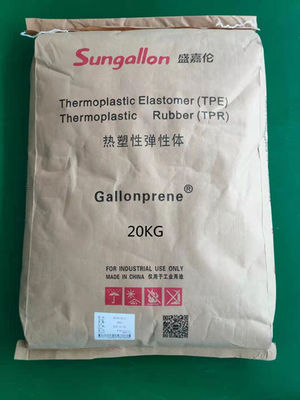 Sungallon 盛嘉伦
Thermoplastic Elastomer (TPE)
Thermoplastic Rubber (TPR)
热塑性弹性体
Gallonprene®
20KG
FOR INDUSTRIAL USE ONLY
MADE IN CHINA 仅用于工业用途